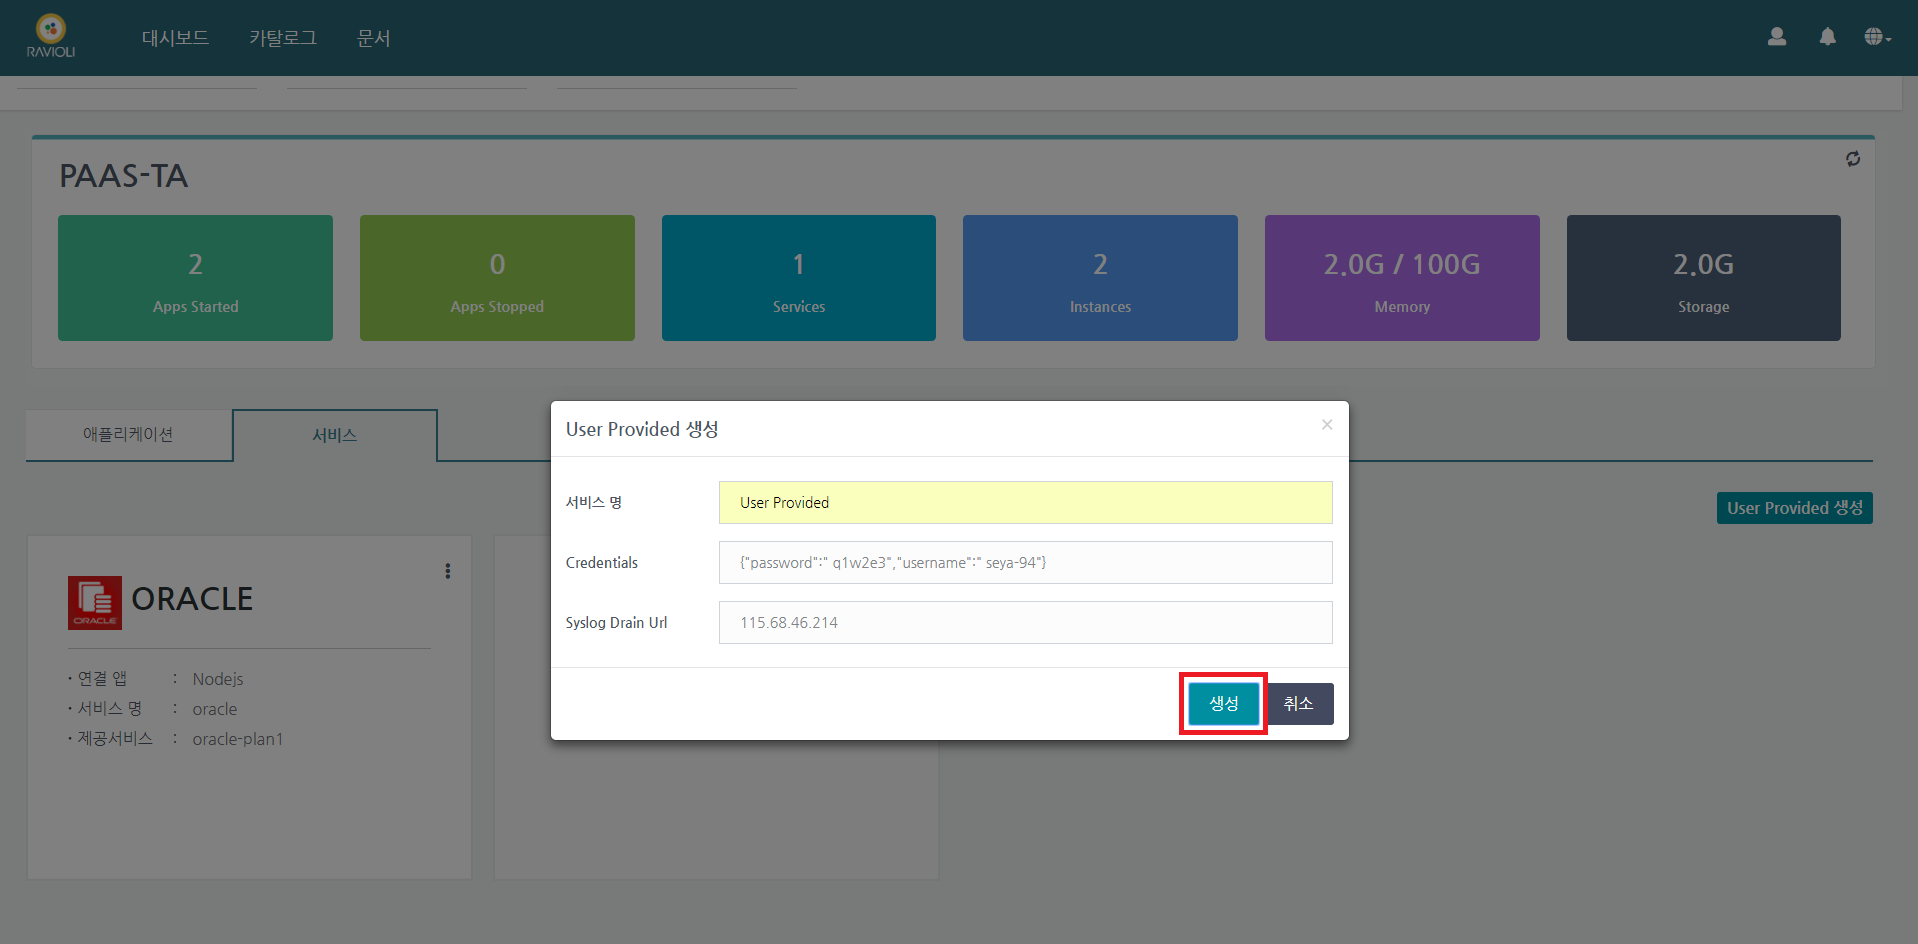 RAVIOLI
대시보드 카탈로그 문서
PAAS-TA
2
Apps Started
0
Apps Stopped
1
Services
2
Instances
2.0G / 100G
Memory
2.0G
Storage
애플리케이션
서비스
User Provided 생성
ORACLE
ORACLE
· 연결 앱 : Nodejs
· 서비스 명 : oracle
· 제공서비스 : oracle-plan1
User Provided 생성
×
서비스 명 User Provided
Credentials {"password":" q1w2e3","username":" seya-94"}
Syslog Drain Url 115.68.46.214
생성 취소